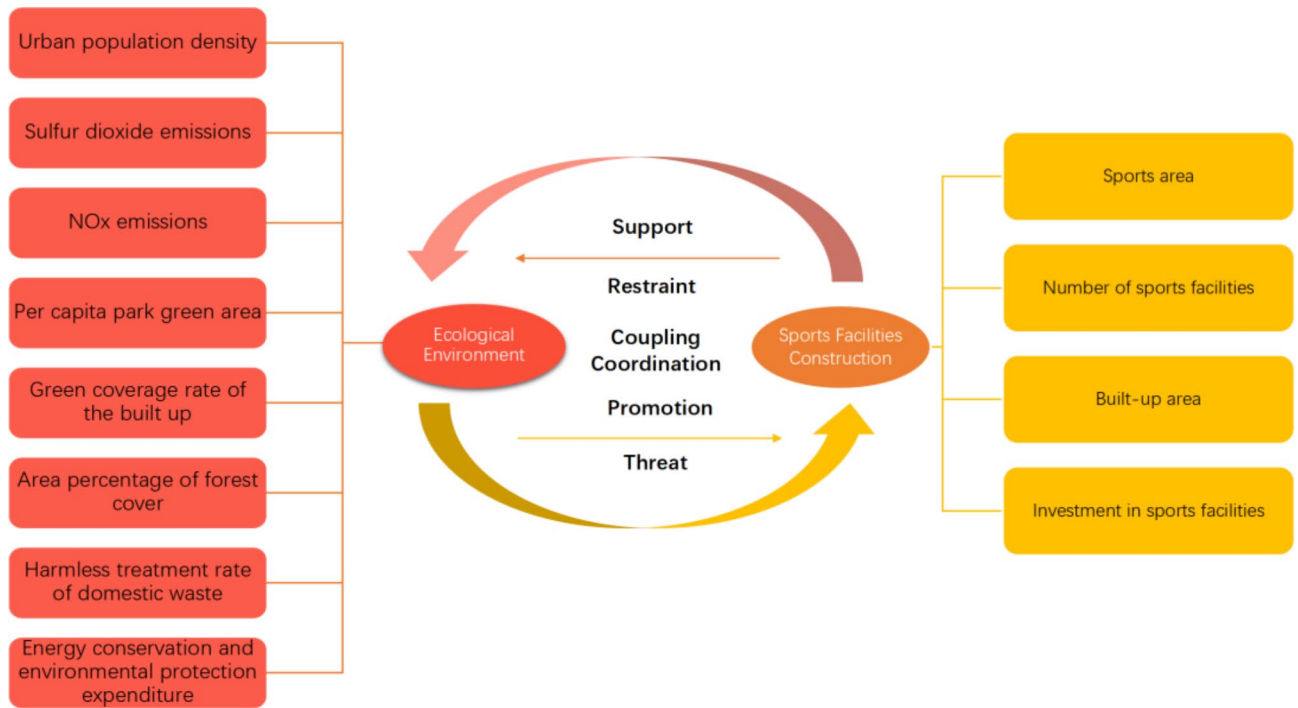 Urban population density
Sulfur dioxide emissions
NOx emissions
Per capita park green area
Green coverage rate of
the built up
Area percentage of forest
cover
Harmless treatment rate
of domestic waste
Energy conservation and
environmental protection
expenditure
Ecological
Environment
Support
Restraint
Coupling
Coordination
Promotion
Threat
Sports Facilities
Construction
Sports area
Number of sports facilities
Built-up area
Investment in sports facilities